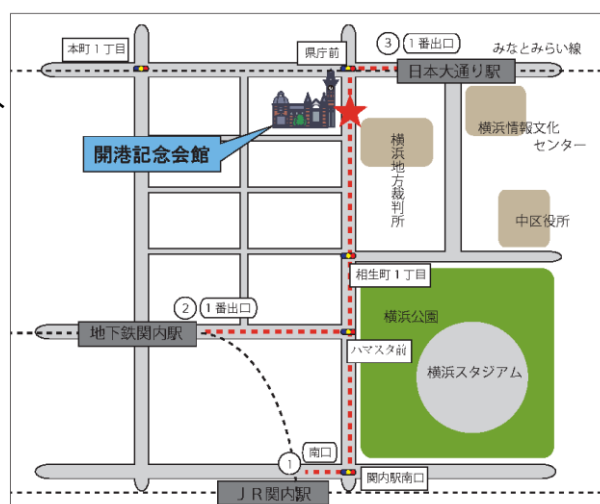 本町１丁目
県庁前
③
１番出口
みなとみらい線
日本大通り駅
開港記念会館
横浜地方裁判所
横浜情報文化
センター
中区役所
相生町１丁目
②
１番出口
地下鉄関内駅
ハマスタ前
横浜公園
横浜スタジアム
南口
①
関内駅南口
ＪＲ関内駅